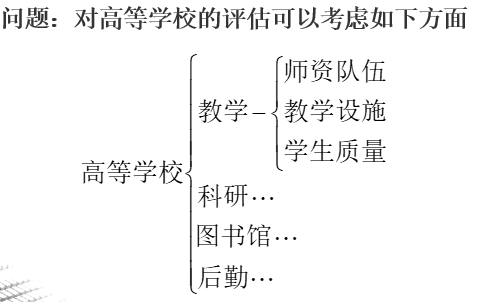 问题：对高等学校的评估可以考虑如下方面
师资队伍
教学－教学设施
学生质量
高等学校
科研…
图书馆…
后勤…